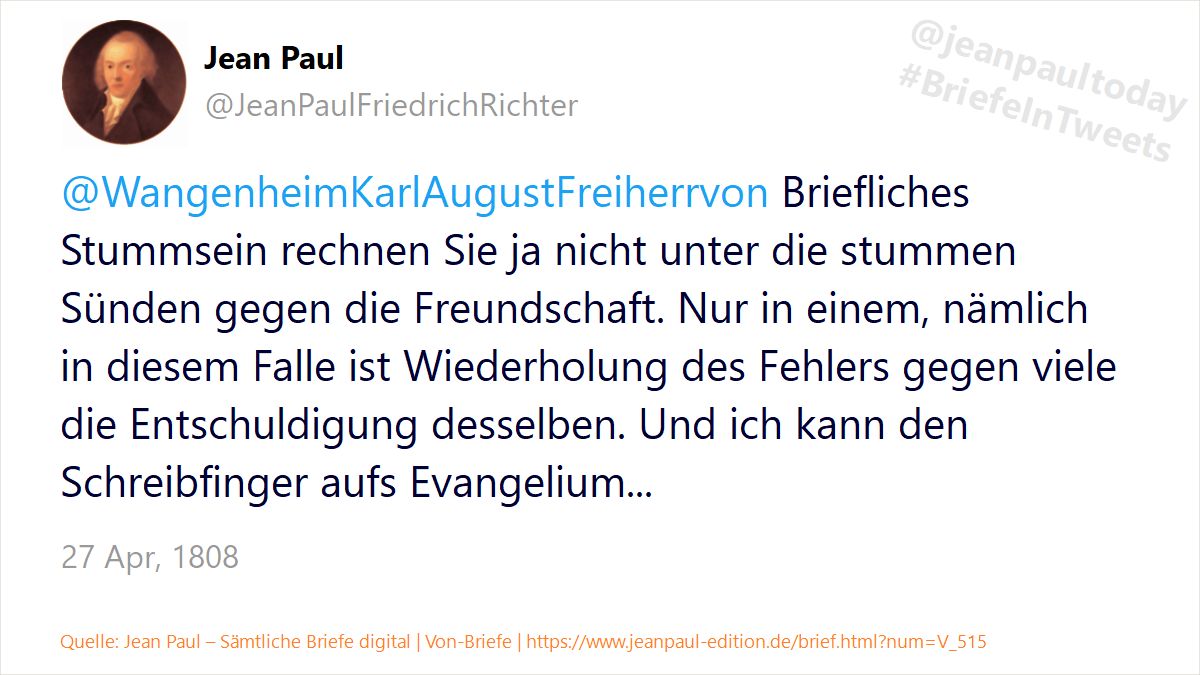 Jean Paul
@JeanPaulFriedrichRichter
@jeanpaultoday
#BriefeInTweets
@WangenheimKarlAugustFreiherrvon Briefliches
Stummsein rechnen Sie ja nicht unter die stummen
Sünden gegen die Freundschaft. Nur in einem, nämlich
in diesem Falle ist Wiederholung des Fehlers gegen viele
die Entschuldigung desselben. Und ich kann den
Schreibfinger aufs Evangelium...
27 Apr, 1808
Quelle: Jean Paul – Sämtliche Briefe digital | Von-Briefe | https://www.jeanpaul-edition.de/brief.html?num=V_515